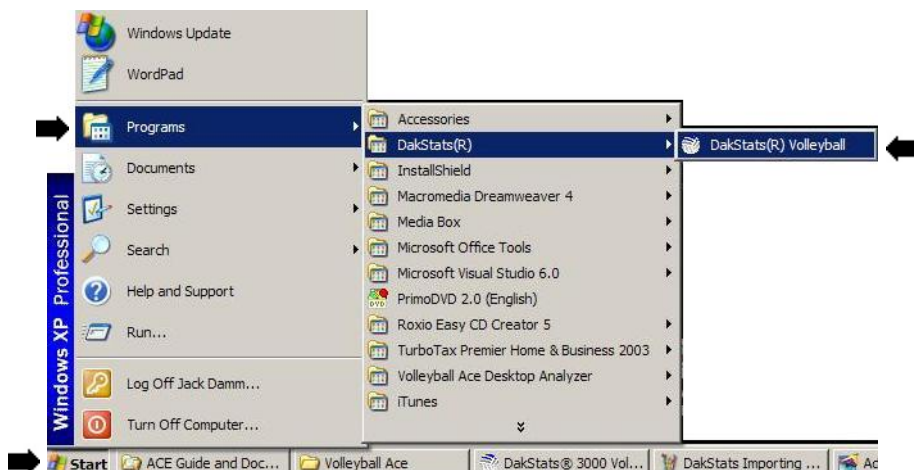 Windows Update
WordPad
Programs
Documents
Settings
Search
Help and Support
Run...
Log Off Jack Damm...
Turn Off Computer...
Windows XP Professional
Accessories
DakStats(R)
InstallShield
Macromedia Dreamweaver 4
Media Box
Microsoft Office Tools
Microsoft Visual Studio 6.0
DVD
PrimoDVD 2.0 (English)
Roxio Easy CD Creator 5
TurboTax Premier Home & Business 2003
Volleyball Ace Desktop Analyzer
iTunes
DakStats(R) Volleyball
Start
ACE Guide and Doc...
Volleyball Ace
DakStats® 3000 Vol...
DakStats Importing ...
Ac